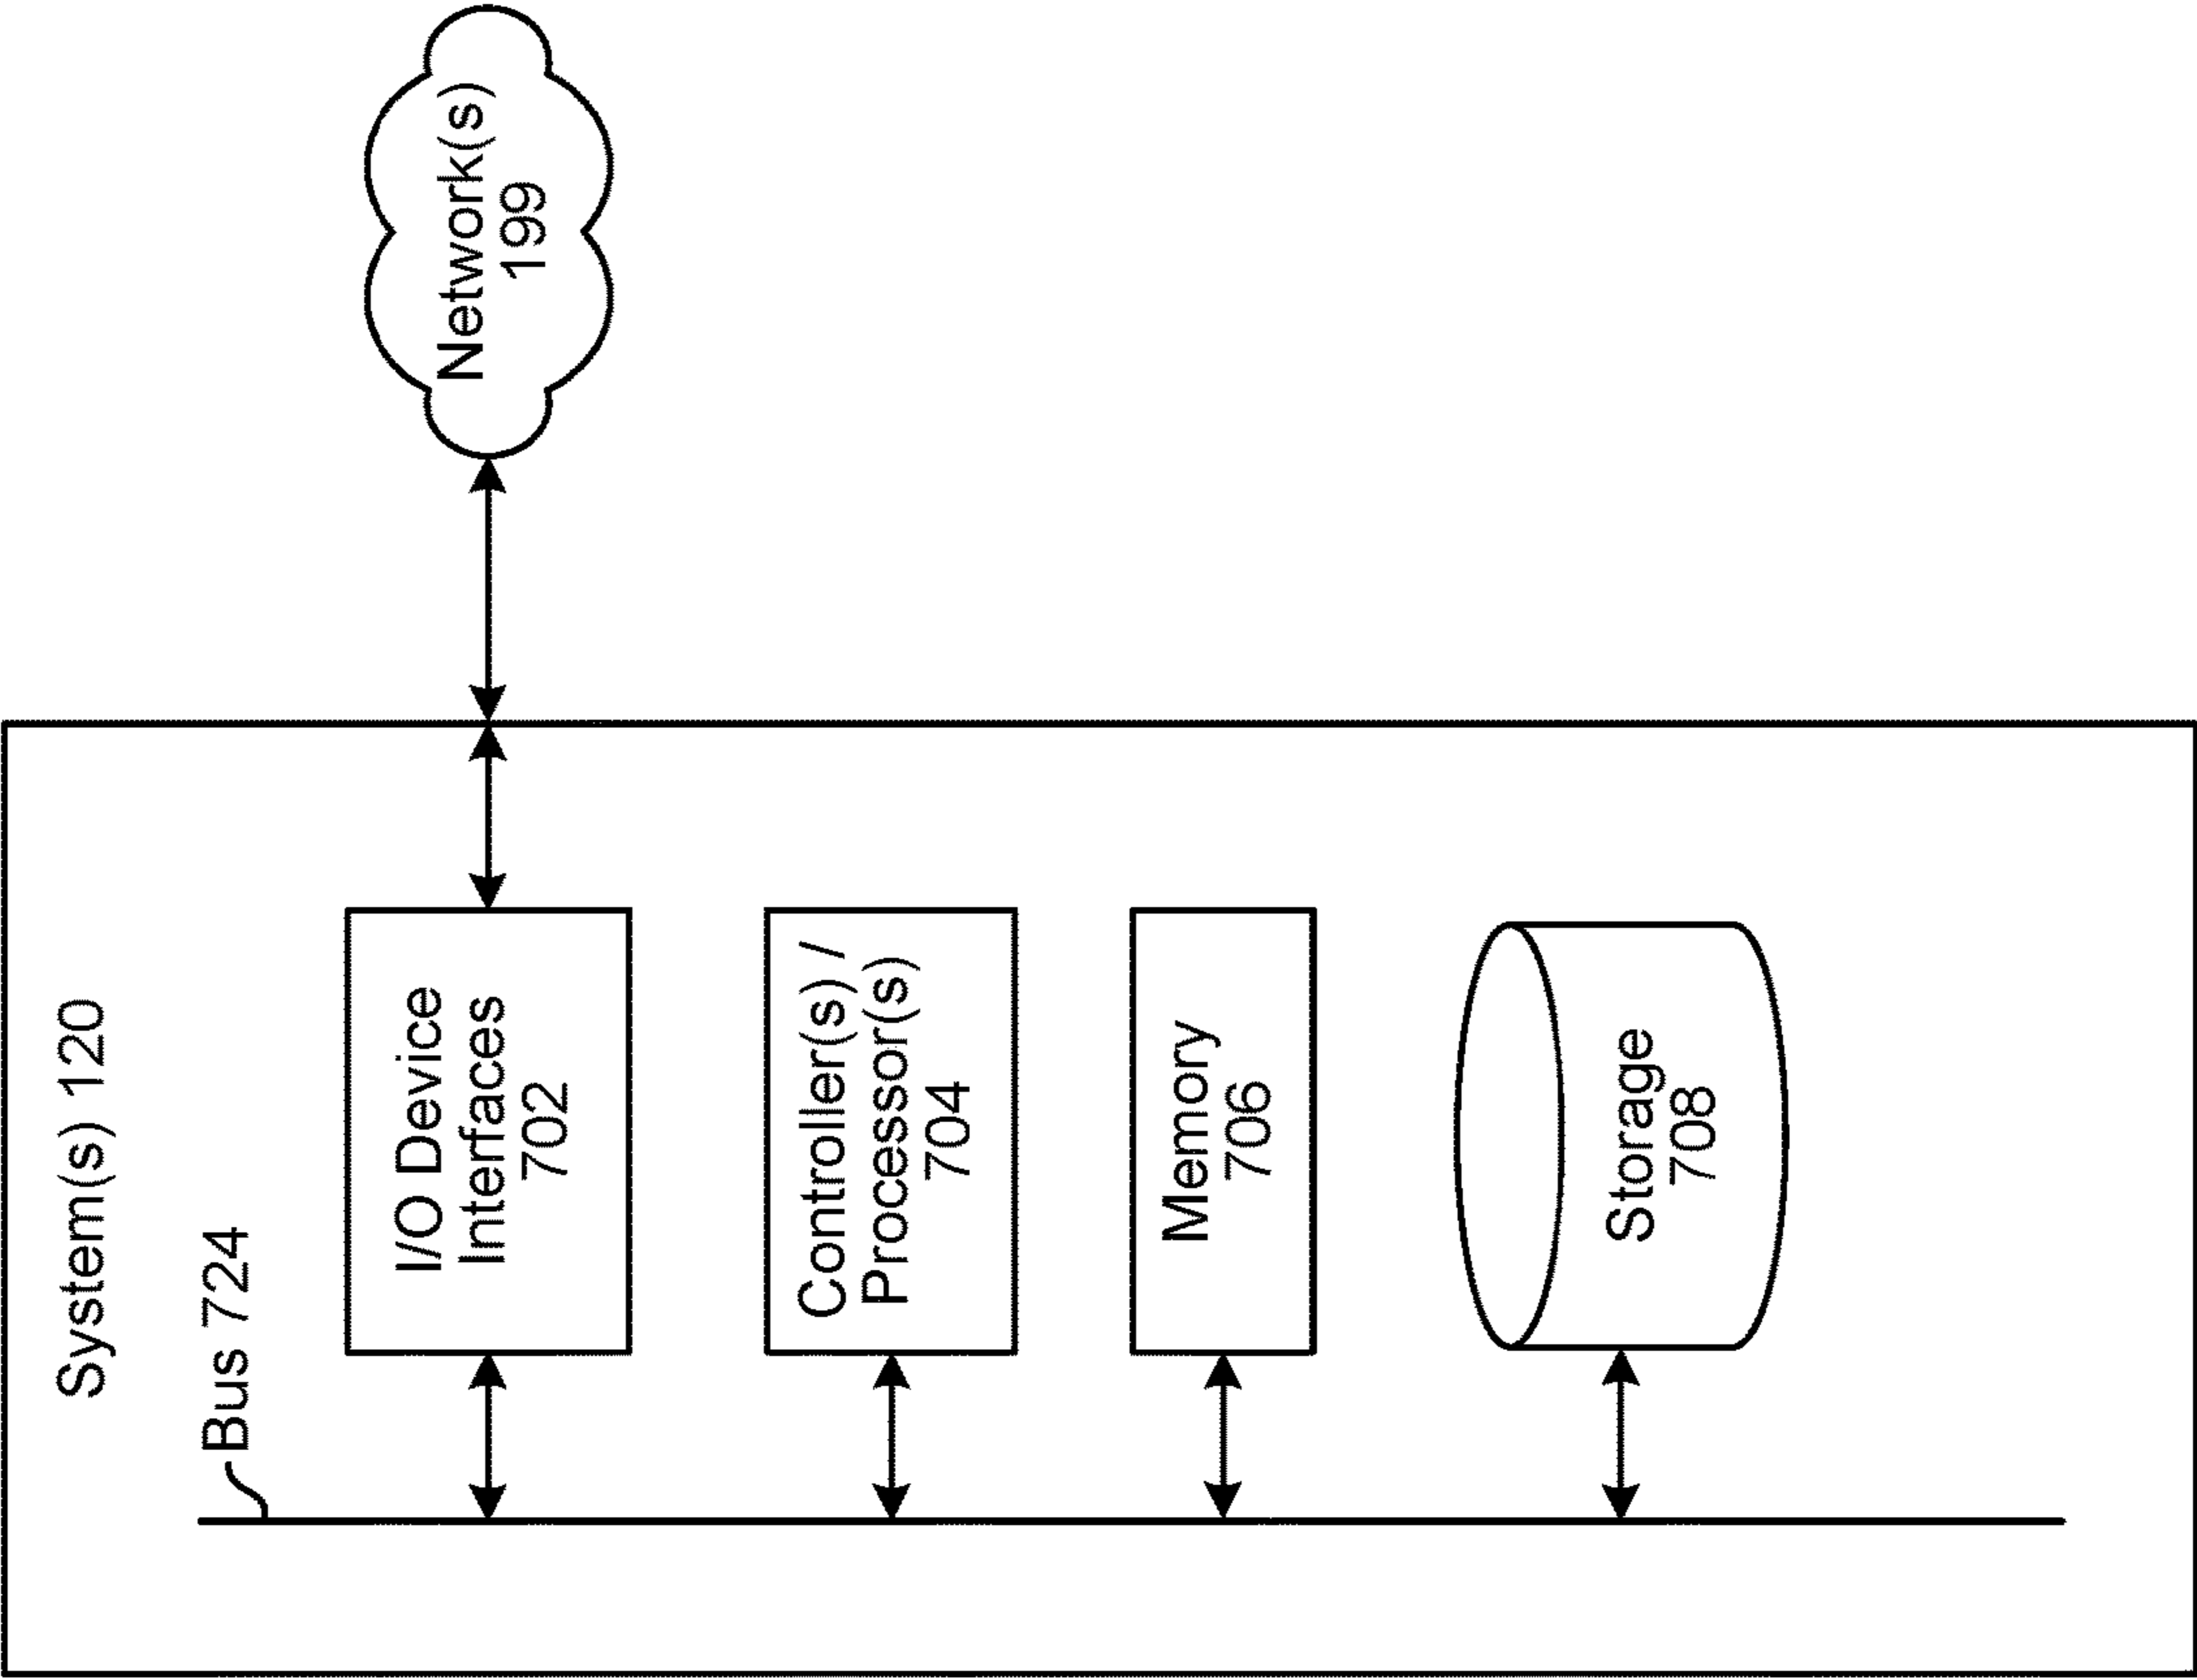 System(s) 120
Bus 724
I/O Device
Interfaces
702
Network(s)
199
Controller(s) /
Processor(s)
704
Memory
706
Storage
708